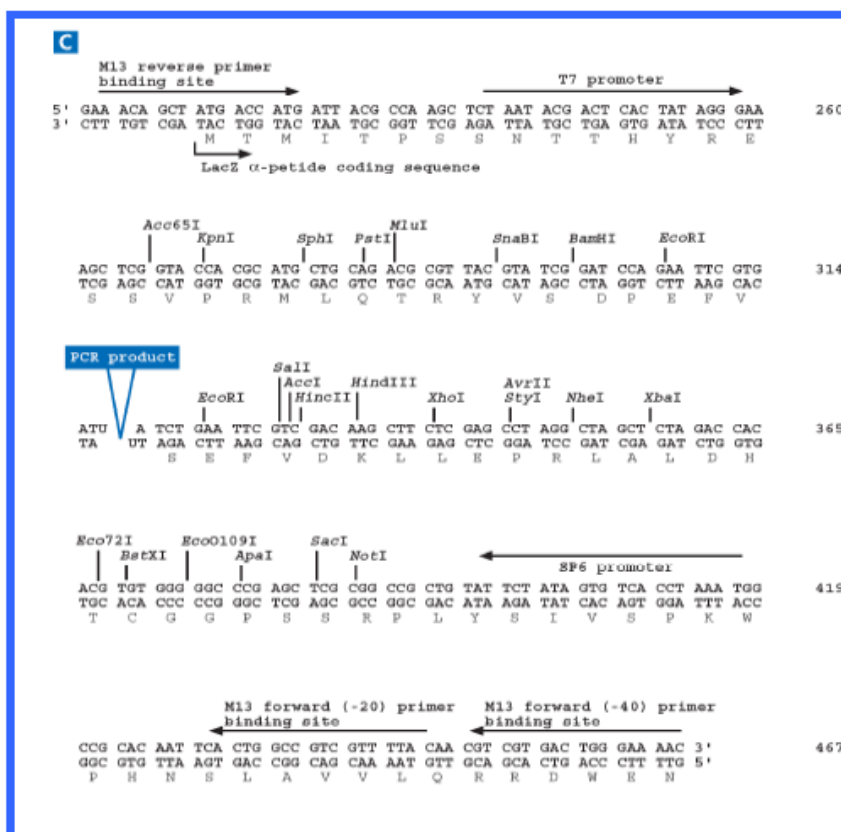 C
M13 reverse primer
binding site
T7 promoter
5' GAA ACA GCT ATG ACC ATG ATT ACG CCA AGC TCT AAT ACG ACT CAC TAT AGG GAA 260
3' CTT TGT CGA TAC TGG TAC TAA TGC GGT TCG AGA TTA TGC TGA GTG ATA TCC CTT
M T M I T P S S N T T H Y R E
LacZ α-petide coding sequence
Acc65I KpnI SphI PstI MluI SnaBI BamHI EcoRI
AGC TCG GTA CCA CGC ATG CTG CAG ACG CGT TAC GTA TCG GAT CCA GAA TTC GTG 314
TCG AGC CAT GGT GCG TAC GAC GTC TGC GCA ATG CAT AGC CTA GGT CTT AAG CAC
S S V P R M L Q T R Y V S D P E F V
PCR product
EcoRI SalI AccI HincII HindIII XhoI AvrII StyI NheI XbaI
ATU A TCT GAA TTC GTC GAC AAG CTT CTC GAG CCT AGG CTA GCT CTA GAC CAC 365
TA UT AGA CTT AAG CAG CTG TTC GAA GAG CTC GGA TCC GAT CGA GAT CTG GTG
S E F V D K L L E P R L A L D H
Eco72I BstXI EcoO109I ApaI SacI NotI
SP6 promoter
ACG TGT GGG GGC CCG AGC TCG CGG CCG CTG TAT TCT ATA GTG TCA CCT AAA TGG 419
TGC ACA CCC CCG GGC TCG AGC GCC GGC GAC ATA AGA TAT CAC AGT GGA TTT ACC
T C G G P S S R P L Y S I V S P K W
M13 forward (-20) primer
binding site
M13 forward (-40) primer
binding site
CCG CAC AAT TCA CTG GCC GTC GTT TTA CAA CGT CGT GAC TGG GAA AAC 3' 467
GGC GTG TTA AGT GAC CGG CAG CAA AAT GTT GCA GCA CTG ACC CTT TTG 5'
P H N S L A V V L Q R R D W E N